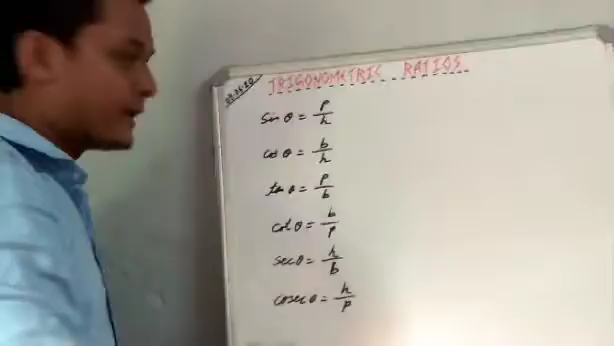 TRIGONOMETRIC RATIOS
sin θ = p/h
cos θ = b/h
tan θ = p/b
cot θ = b/p
sec θ = h/b
cosec θ = h/p